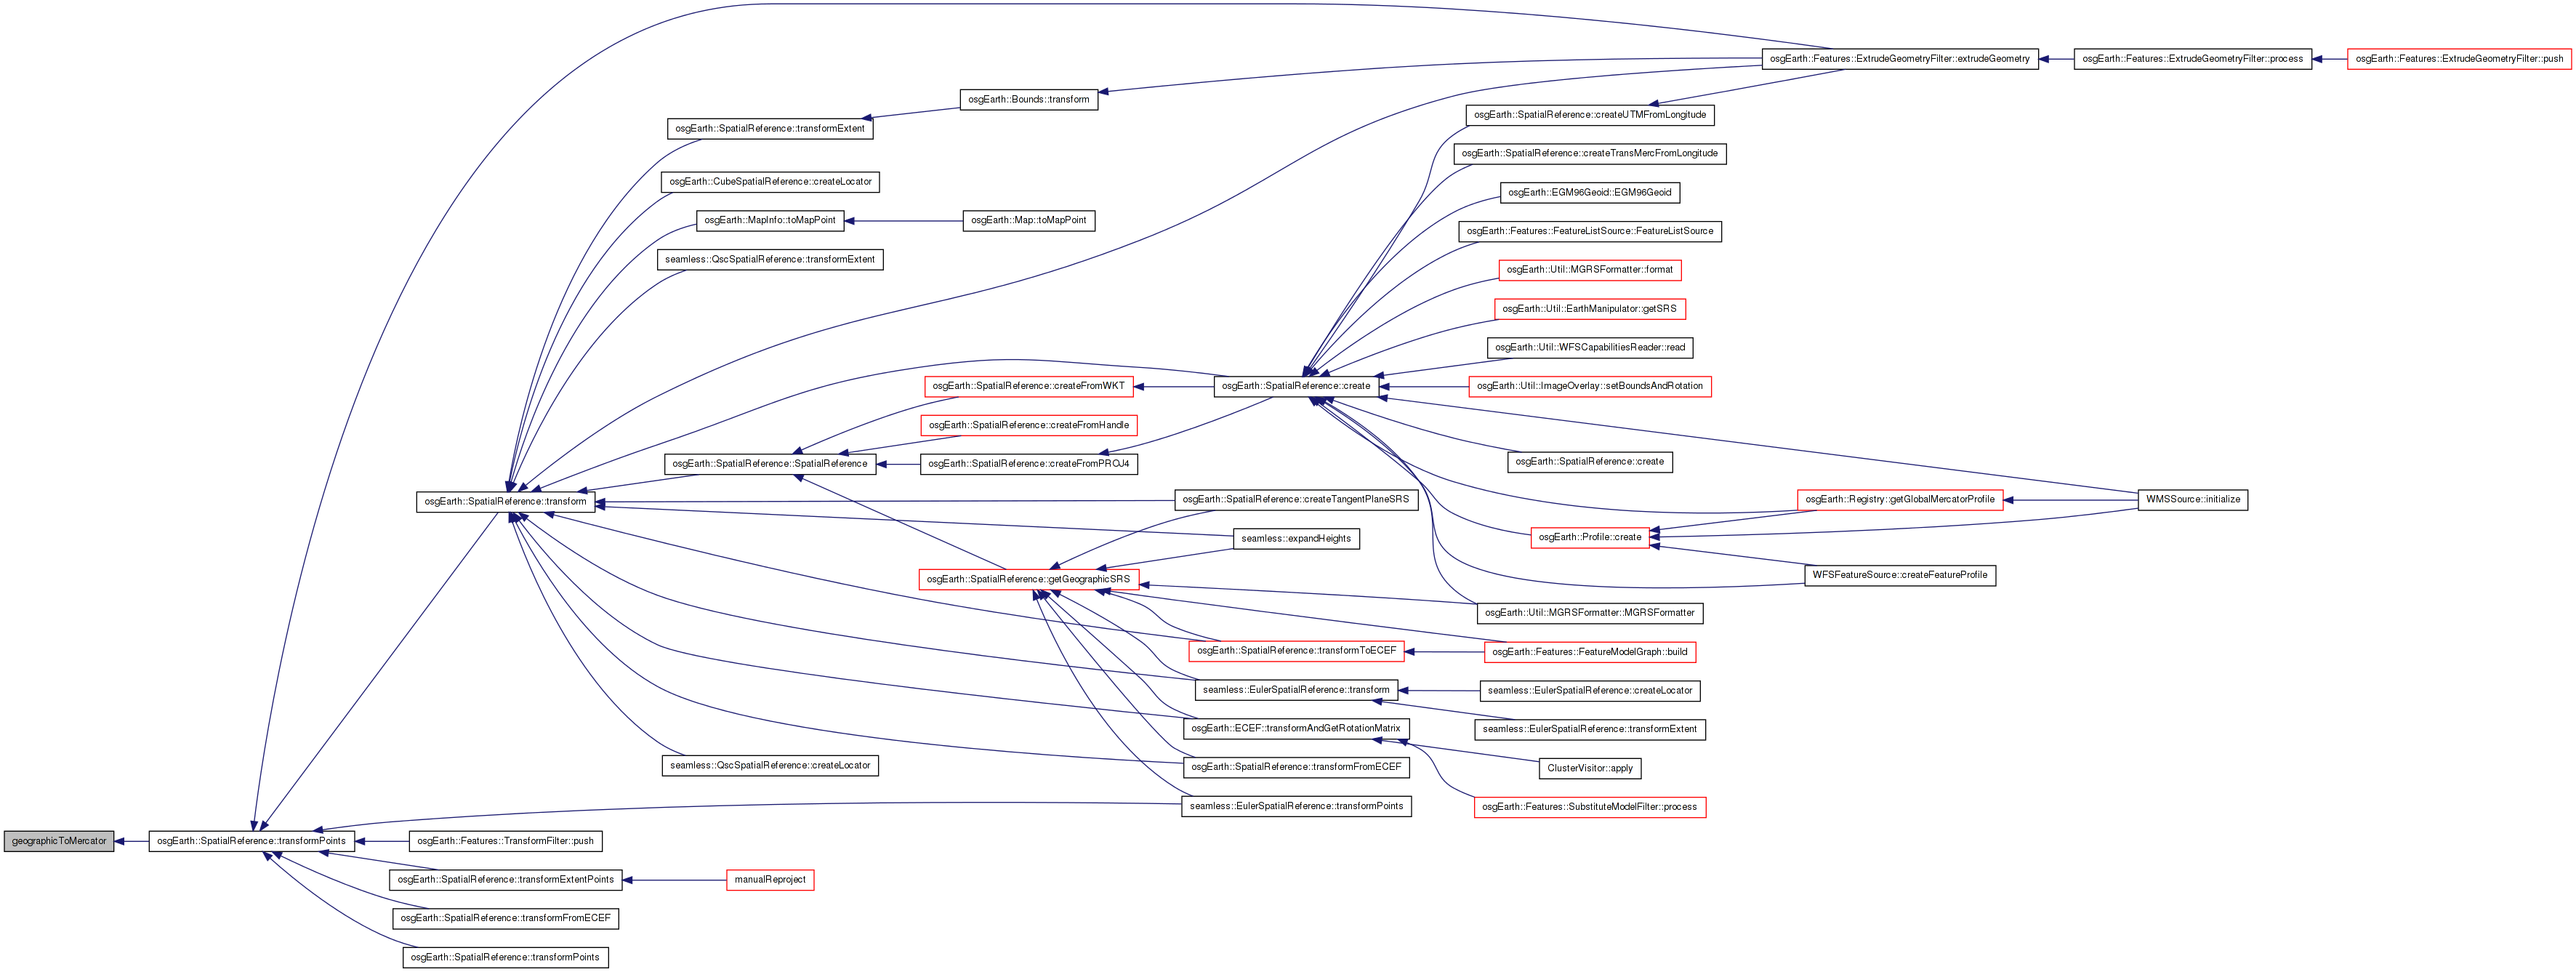 osgEarth::Features::ExtrudeGeometryFilter::extrudeGeometry
osgEarth::Features::ExtrudeGeometryFilter::process
osgEarth::Features::ExtrudeGeometryFilter::push
osgEarth::Bounds::transform
osgEarth::SpatialReference::createUTMFromLongitude
osgEarth::SpatialReference::transformExtent
osgEarth::SpatialReference::createTransMercFromLongitude
osgEarth::CubeSpatialReference::createLocator
osgEarth::EGM96Geoid::EGM96Geoid
osgEarth::MapInfo::toMapPoint
osgEarth::Map::toMapPoint
osgEarth::Features::FeatureListSource::FeatureListSource
seamless::QscSpatialReference::transformExtent
osgEarth::Util::MGRSFormatter::format
osgEarth::Util::EarthManipulator::getSRS
osgEarth::Util::WFSCapabilitiesReader::read
osgEarth::SpatialReference::createFromWKT
osgEarth::SpatialReference::create
osgEarth::Util::ImageOverlay::setBoundsAndRotation
osgEarth::SpatialReference::createFromHandle
osgEarth::SpatialReference::SpatialReference
osgEarth::SpatialReference::createFromPROJ4
osgEarth::SpatialReference::create
osgEarth::SpatialReference::transform
osgEarth::SpatialReference::createTangentPlaneSRS
osgEarth::Registry::getGlobalMercatorProfile
WMSSource::initialize
seamless::expandHeights
osgEarth::Profile::create
osgEarth::SpatialReference::getGeographicSRS
WFSFeatureSource::createFeatureProfile
osgEarth::Util::MGRSFormatter::MGRSFormatter
osgEarth::SpatialReference::transformToECEF
osgEarth::Features::FeatureModelGraph::build
seamless::EulerSpatialReference::transform
seamless::EulerSpatialReference::createLocator
osgEarth::ECEF::transformAndGetRotationMatrix
seamless::EulerSpatialReference::transformExtent
seamless::QscSpatialReference::createLocator
osgEarth::SpatialReference::transformFromECEF
ClusterVisitor::apply
seamless::EulerSpatialReference::transformPoints
osgEarth::Features::SubstituteModelFilter::process
geographicToMercator
osgEarth::SpatialReference::transformPoints
osgEarth::Features::TransformFilter::push
osgEarth::SpatialReference::transformExtentPoints
manualReproject
osgEarth::SpatialReference::transformFromECEF
osgEarth::SpatialReference::transformPoints